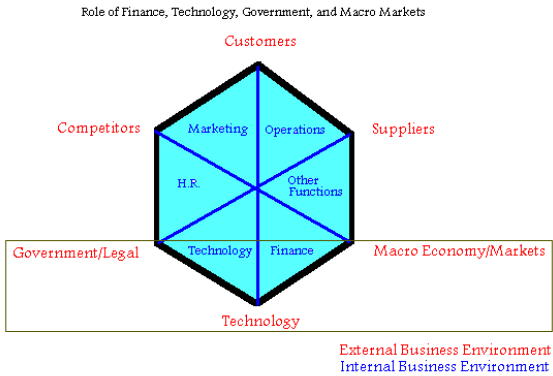 Role of Finance, Technology, Government, and Macro Markets
Customers
Competitors
Marketing
Operations
Suppliers
H.R.
Other
Functions
Government/Legal
Technology
Finance
Macro Economy/Markets
Technology
External Business Environment
Internal Business Environment